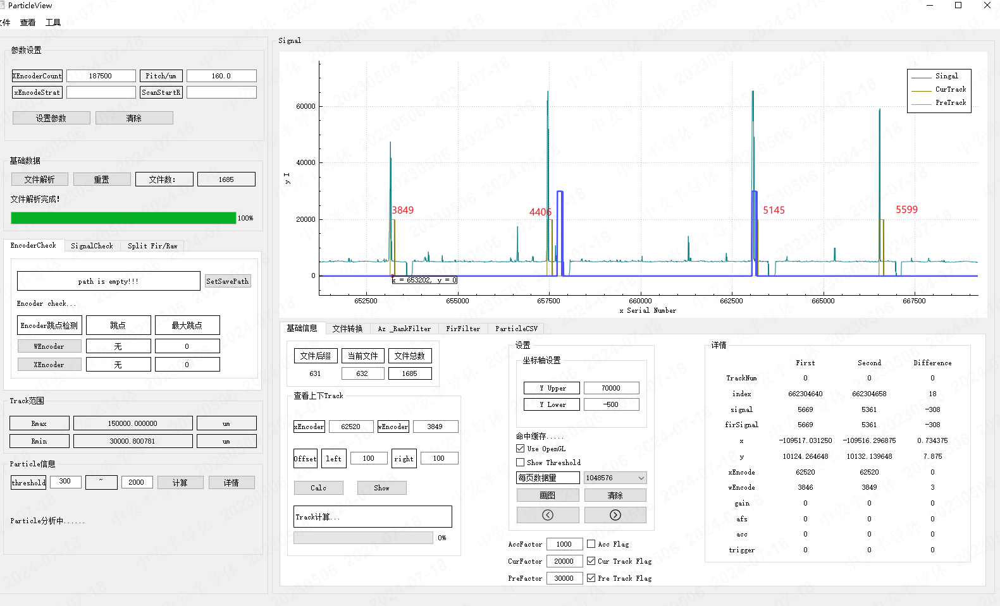 ParticleView
文件 查看 工具
参数设置
XEncoderCount 187500 Pitch/um 160.0
xEncodeStrat ScanStartR
设置参数 清除
基础数据
文件解析 重置 文件数: 1685
文件解析完成!
100%
EncoderCheck SignalCheck Split Fir/Raw
path is empty!!! SetSavePath
Encoder check...
Encoder跳点检测 跳点 最大跳点
WEncoder 无 0
XEncoder 无 0
Track范围
Rmax 150000.000000 um
Rmin 30000.800781 um
Particle信息
threshold 300 ~ 2000 计算 详情
Particle分析中......
Signal
Singal
CurTrack
PreTrack
60000
40000
20000
0
y I
3849 4406 5145 5599
x = 653202, y = 0
652500 655000 657500 660000 662500 665000 667500
x Serial Number
基础信息 文件转换 Az _RankFilter FirFilter ParticleCSV
文件后缀 当前文件 文件总数
631 632 1685
查看上下Track
xEncoder 62520 wEncoder 3849
Offset left 100 right 100
Calc Show
Track计算...
0%
设置
坐标轴设置
Y Upper 70000
Y Lower -500
命中缓存.....
Use OpenGL
Show Threshold
每页数据量 1048576
画图 清除
AccFactor 1000 Acc Flag
CurFactor 20000 Cur Track Flag
PreFactor 30000 Pre Track Flag
详情
First Second Difference
TrackNum 0 0 0
index 662304640 662304658 18
signal 5669 5361 -308
firSignal 5669 5361 -308
x -109517.031250 -109516.296875 0.734375
y 10124.264648 10132.139648 7.875
xEncode 62520 62520 0
wEncode 3846 3849 3
gain 0 0 0
afs 0 0 0
acc 0 0 0
trigger 0 0 0
中安半导体 20230506 2024-07-18